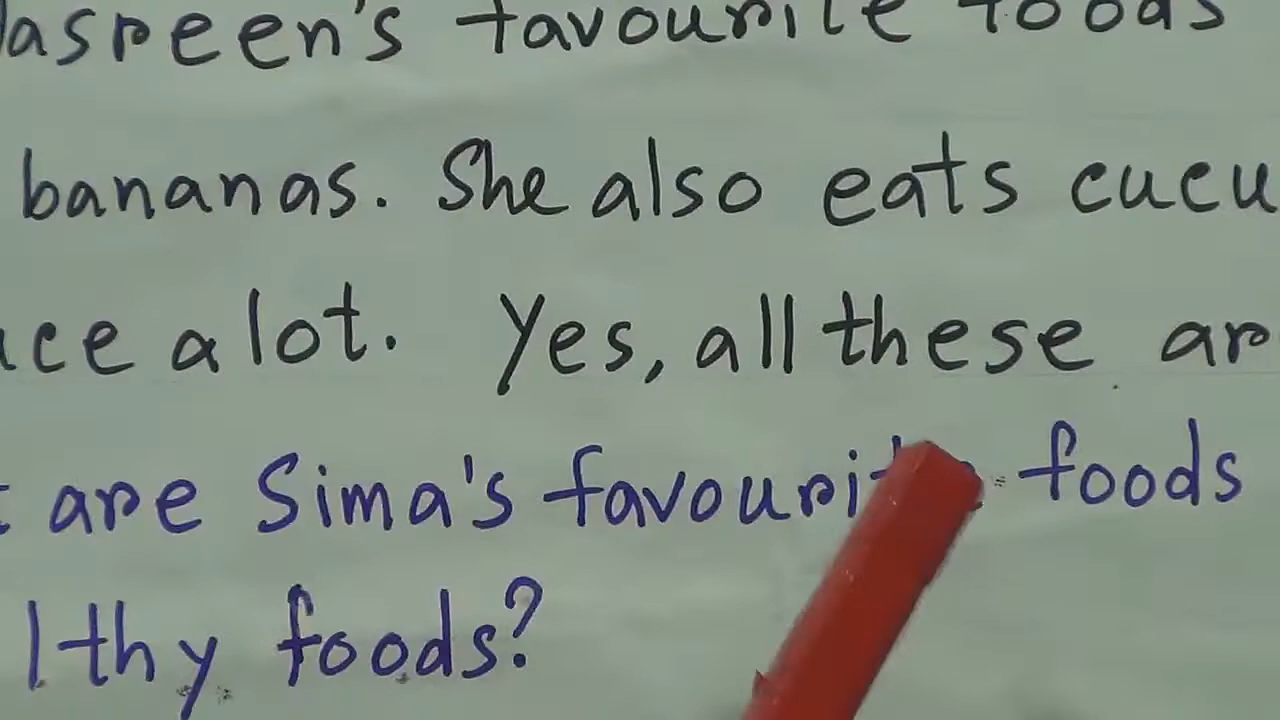 asreen's favourite foods
bananas. She also eats cucu
ce a lot. Yes, all these ar
are Sima's favourite foods
lthy foods?